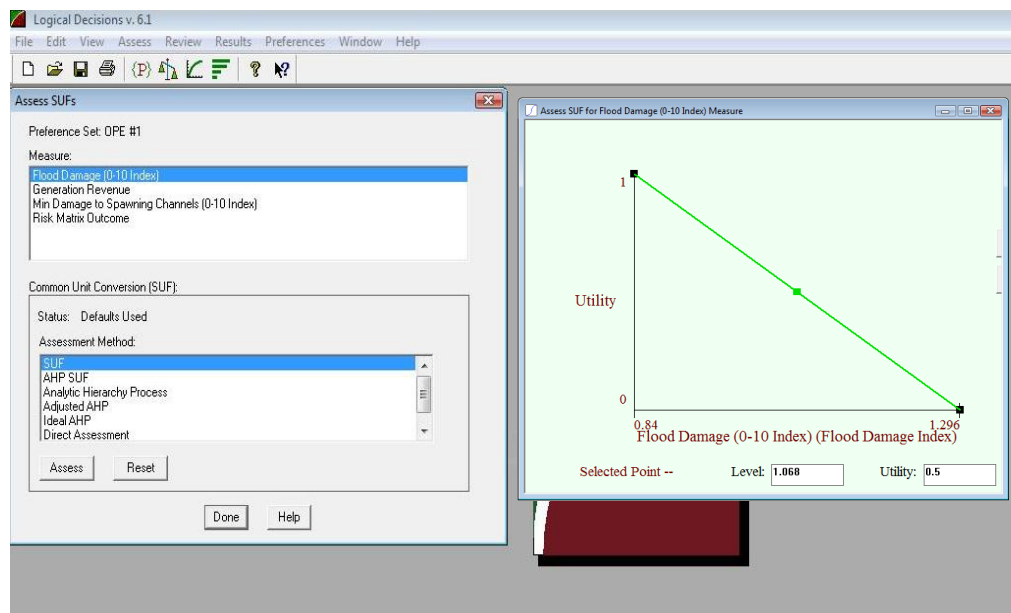 Logical Decisions v. 6.1
File Edit View Assess Review Results Preferences Window Help
{P}
Assess SUFs
Preference Set: OPE #1
Measure:
Flood Damage (0-10 Index)
Generation Revenue
Min Damage to Spawning Channels (0-10 Index)
Risk Matrix Outcome
Common Unit Conversion (SUF):
Status: Defaults Used
Assessment Method:
SUF
AHP SUF
Analytic Hierarchy Process
Adjusted AHP
Ideal AHP
Direct Assessment
Assess Reset
Done Help
Assess SUF for Flood Damage (0-10 Index) Measure
1
Utility
0
0.84 1.296
Flood Damage (0-10 Index) (Flood Damage Index)
Selected Point -- Level: 1.068 Utility: 0.5